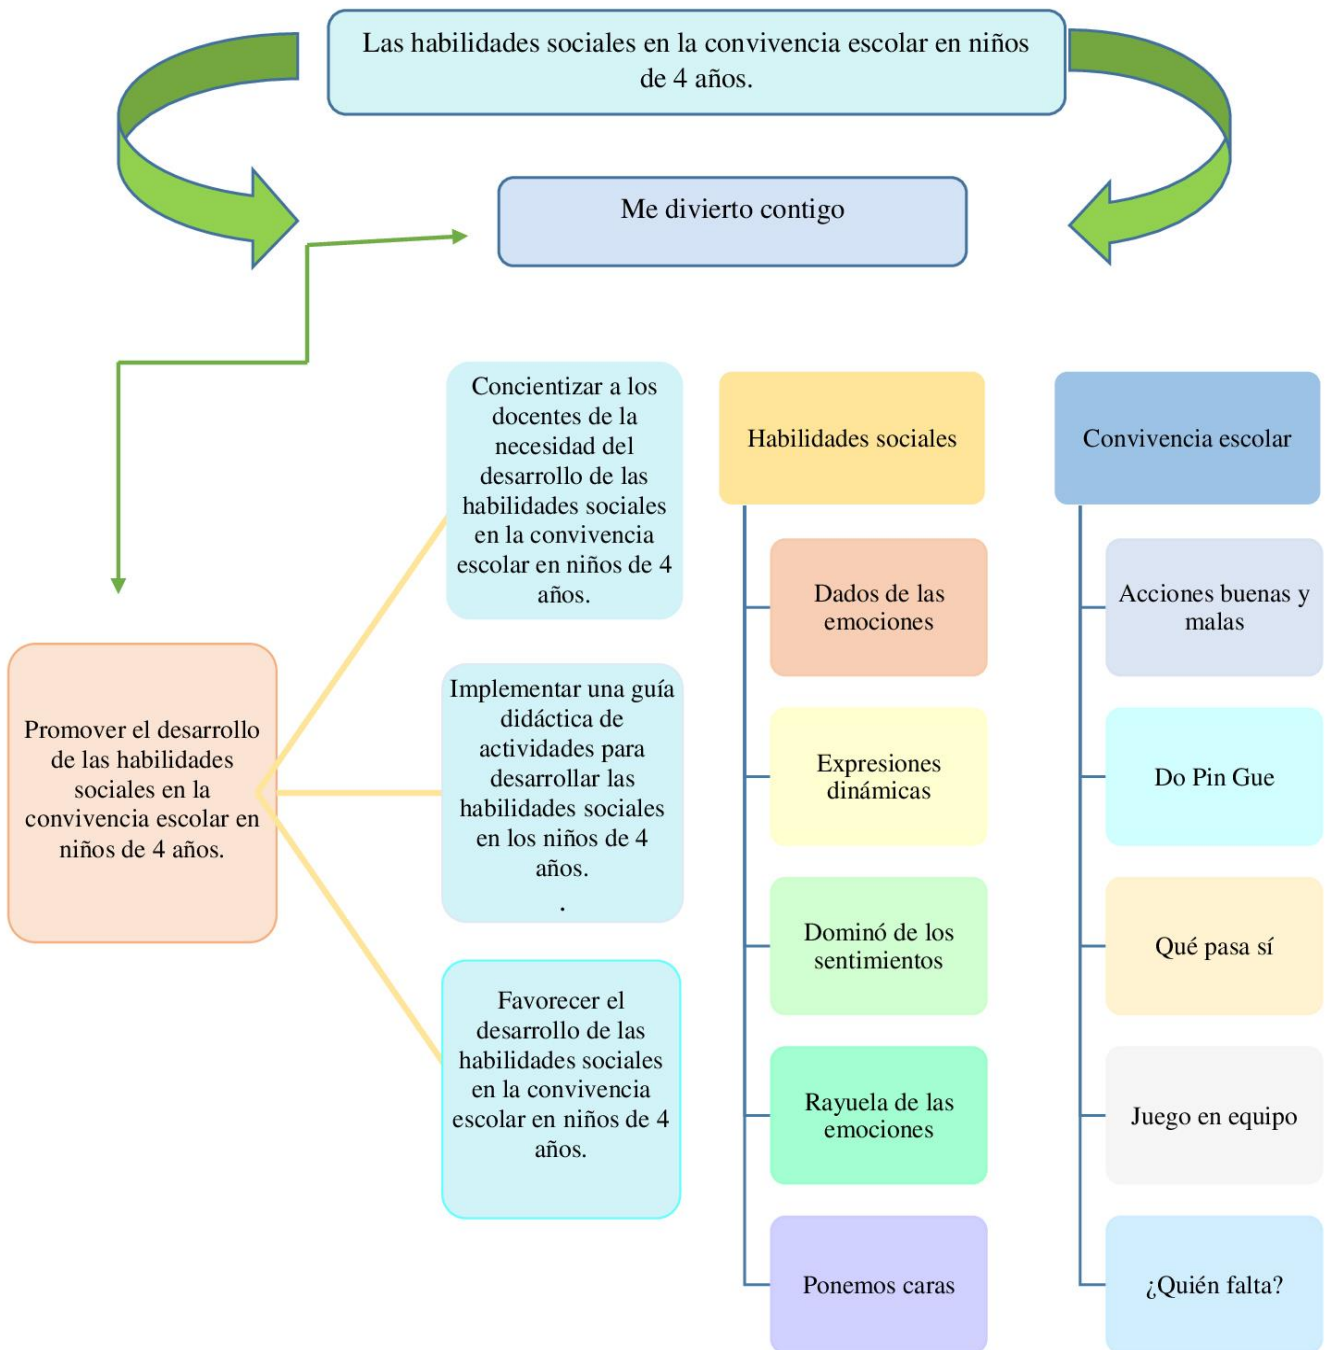 Las habilidades sociales en la convivencia escolar en niños
de 4 años.
Me divierto contigo
Promover el desarrollo
de las habilidades
sociales en la
convivencia escolar en
niños de 4 años.
Concientizar a los
docentes de la
necesidad del
desarrollo de las
habilidades sociales
en la convivencia
escolar en niños de 4
años.
Implementar una guía
didáctica de
actividades para
desarrollar las
habilidades sociales
en los niños de 4
años.
.
Favorecer el
desarrollo de las
habilidades sociales
en la convivencia
escolar en niños de 4
años.
Habilidades sociales
Dados de las
emociones
Expresiones
dinámicas
Dominó de los
sentimientos
Rayuela de las
emociones
Ponemos caras
Convivencia escolar
Acciones buenas y
malas
Do Pin Gue
Qué pasa sí
Juego en equipo
¿Quién falta?